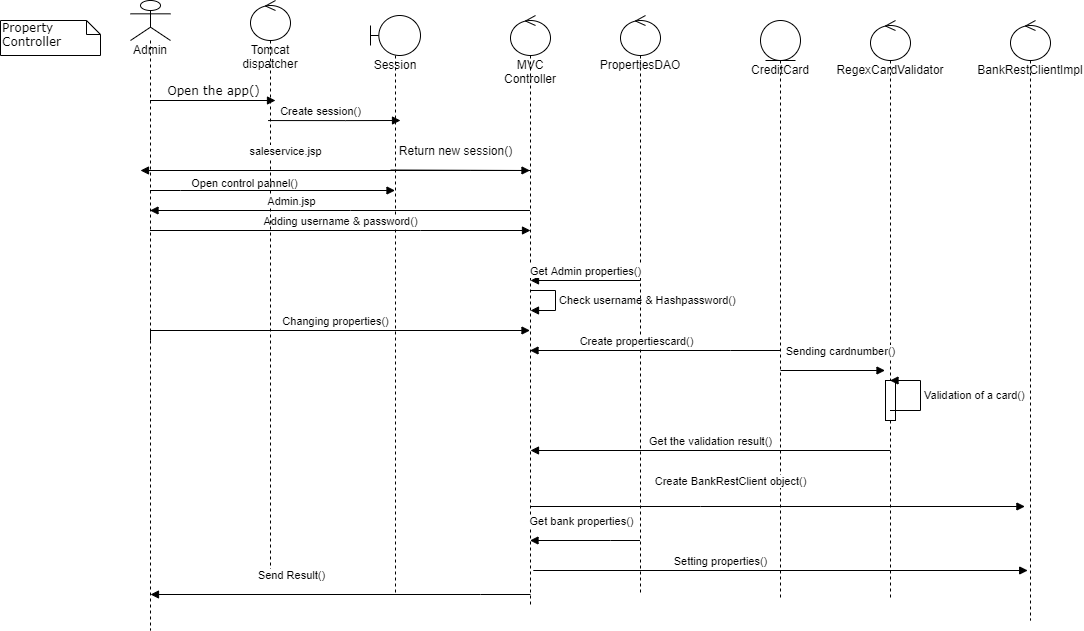 Property
Controller
Admin
Tomcat
dispatcher
Session
MVC
Controller
PropertiesDAO
CreditCard
RegexCardValidator
BankRestClientImpl
Open the app()
Create session()
saleservice.jsp
Return new session()
Open control pannel()
Admin.jsp
Adding username & password()
Get Admin properties()
Check username & Hashpassword()
Changing properties()
Create propertiescard()
Sending cardnumber()
Validation of a card()
Get the validation result()
Create BankRestClient object()
Get bank properties()
Setting properties()
Send Result()